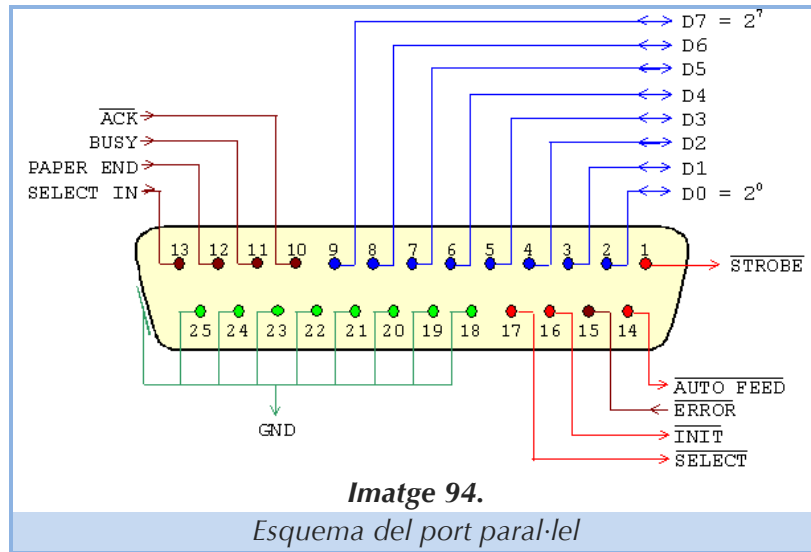 D7 = 2⁷
D6
D5
D4
D3
D2
D1
D0 = 2⁰
ACK
BUSY
PAPER END
SELECT IN
13 12 11 10 9 8 7 6 5 4 3 2 1
STROBE
25 24 23 22 21 20 19 18 17 16 15 14
AUTO FEED
ERROR
INIT
SELECT
GND
Imatge 94.
Esquema del port paral·lel